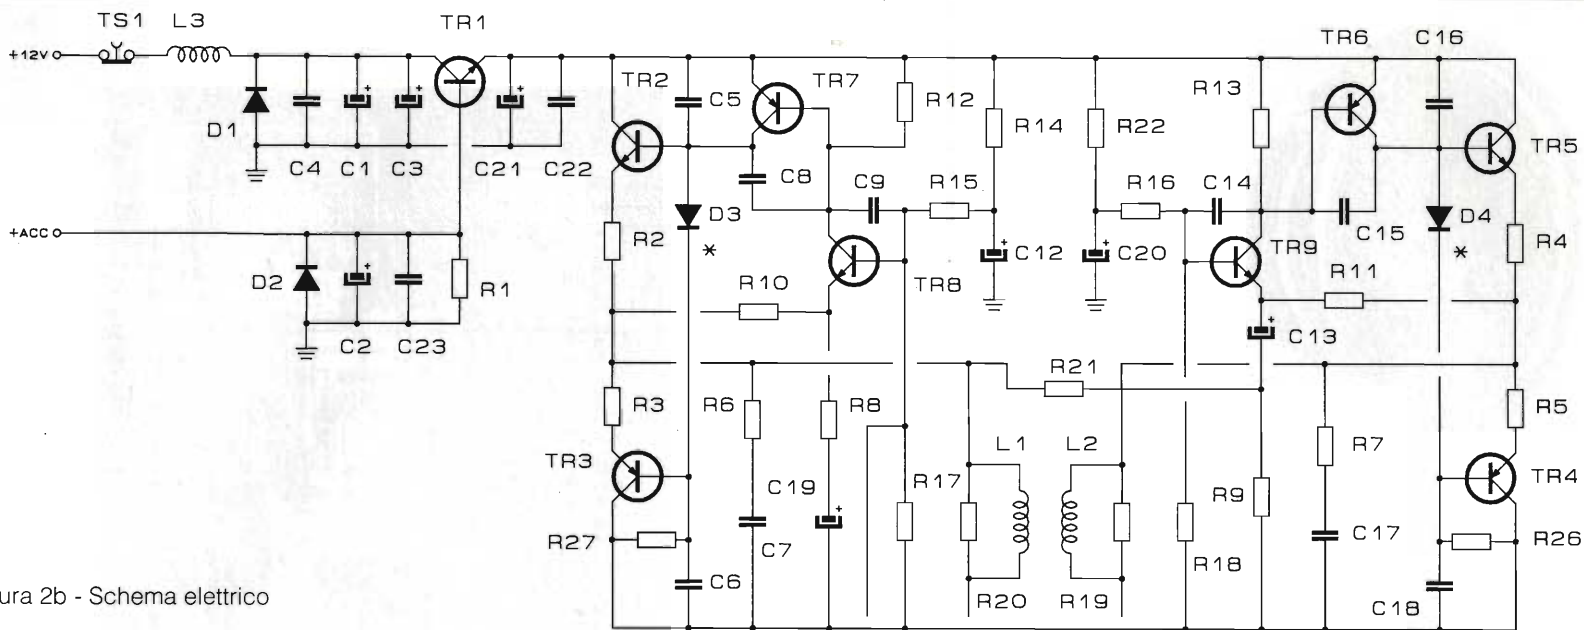 TS1 L3 TR1 TR6 C16
+12V
TR2 C5 TR7 R12 R14 R22 R13
D1 C4 C1 C3 C21 C22 TR5
C8 C9 R15 R16 C14 C15
+ACC R2 D3 C12 C20 TR9 D4 R4
*
*
D2 R1 R10 TR8 R11
C2 C23 C13
R21
R3 R6 R8 R7 R5
TR3 L1 L2 TR4
C19 R17 R9
R27 C7 R18 C17 R26
C6 R20 R19 C18
+ + + + + + + + +
ura 2b - Schema elettrico